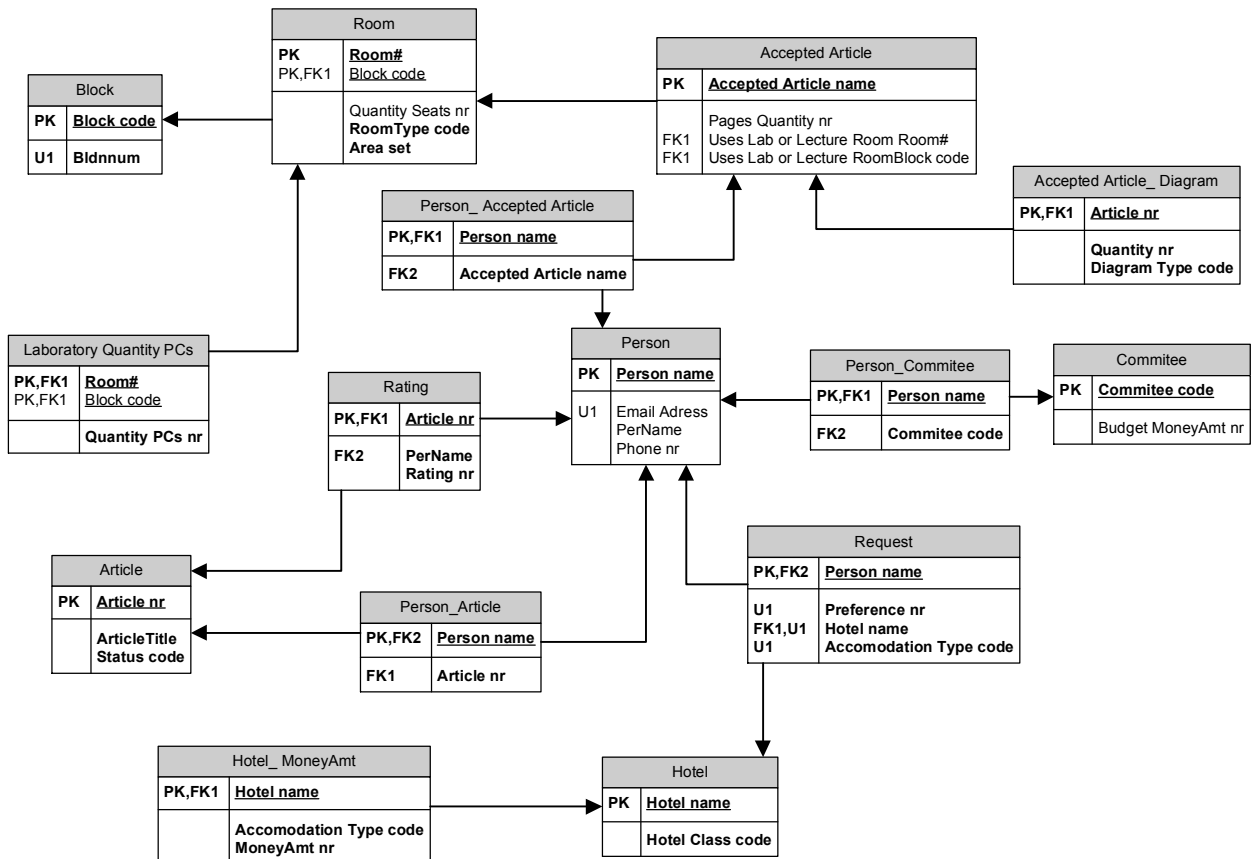 Room
PK Room#
PK,FK1 Block code
Quantity Seats nr
RoomType code
Area set
Accepted Article
PK Accepted Article name
Pages Quantity nr
FK1 Uses Lab or Lecture Room Room#
FK1 Uses Lab or Lecture RoomBlock code
Block
PK Block code
U1 Bldnnum
Accepted Article_ Diagram
PK,FK1 Article nr
Quantity nr
Diagram Type code
Person_ Accepted Article
PK,FK1 Person name
FK2 Accepted Article name
Laboratory Quantity PCs
PK,FK1 Room#
PK,FK1 Block code
Quantity PCs nr
Person
PK Person name
U1 Email Adress
PerName
Phone nr
Person_Commitee
PK,FK1 Person name
FK2 Commitee code
Commitee
PK Commitee code
Budget MoneyAmt nr
Rating
PK,FK1 Article nr
FK2 PerName
Rating nr
Request
PK,FK2 Person name
U1 Preference nr
FK1,U1 Hotel name
U1 Accomodation Type code
Article
PK Article nr
ArticleTitle
Status code
Person_Article
PK,FK2 Person name
FK1 Article nr
Hotel_ MoneyAmt
PK,FK1 Hotel name
Accomodation Type code
MoneyAmt nr
Hotel
PK Hotel name
Hotel Class code